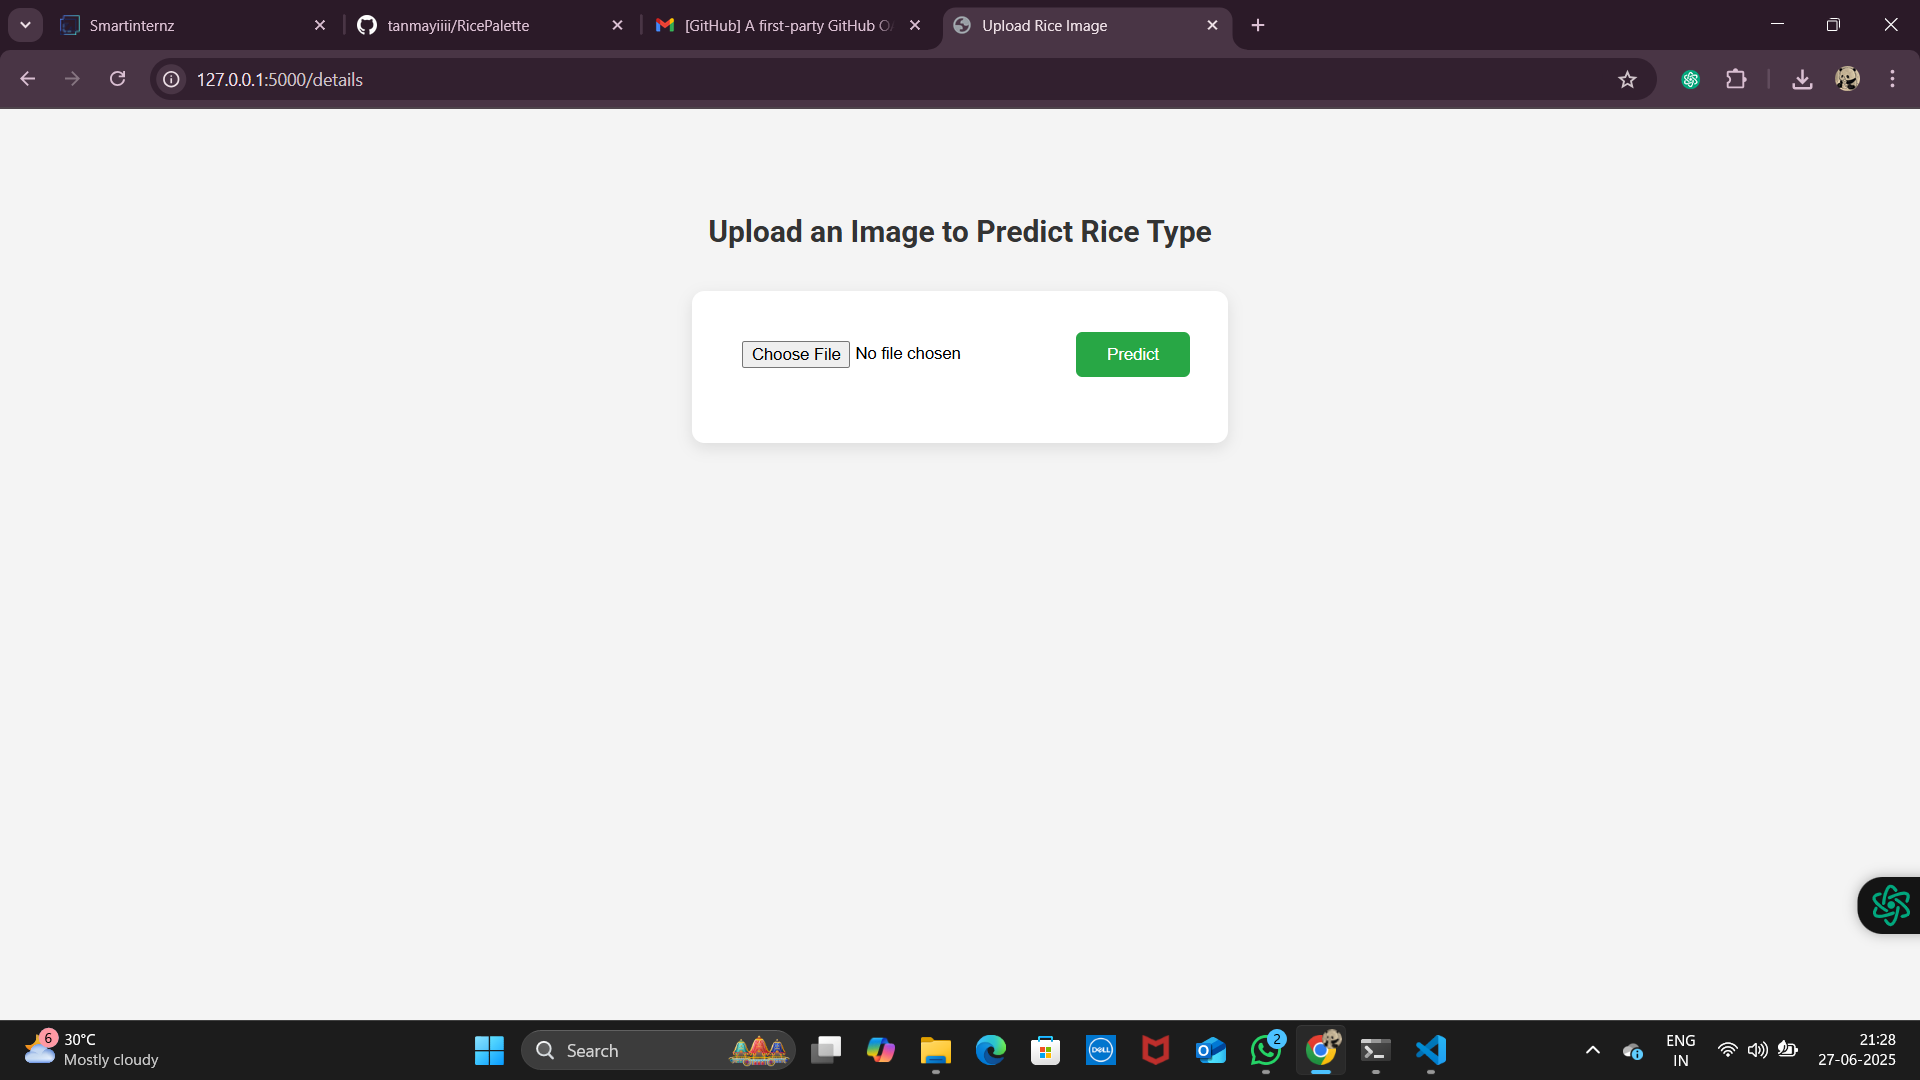 Smartinternz
tanmayiiii/RicePalette
[GitHub] A first-party GitHub O
Upload Rice Image
127.0.0.1:5000/details
Upload an Image to Predict Rice Type
Choose File No file chosen
Predict
6
30°C
Mostly cloudy
Search
DELL
2
ENG
IN
21:28
27-06-2025